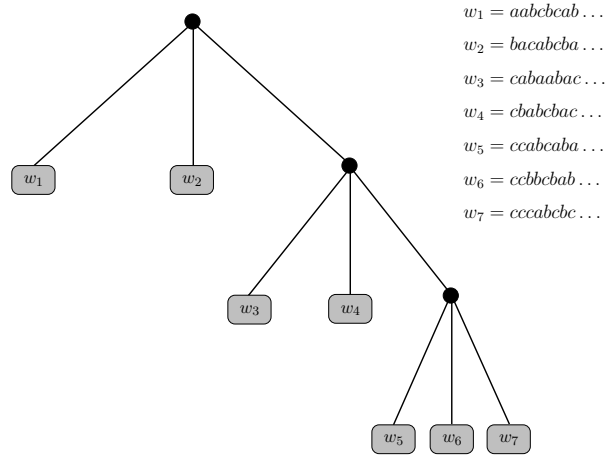 w₁ = aabcbcab …
w₂ = bacabcba …
w₃ = cabaabac …
w₄ = cbabcbac …
w₅ = ccabcaba …
w₆ = ccbbcbab …
w₇ = cccabcbc …
w₁ w₂
w₃ w₄
w₅ w₆ w₇